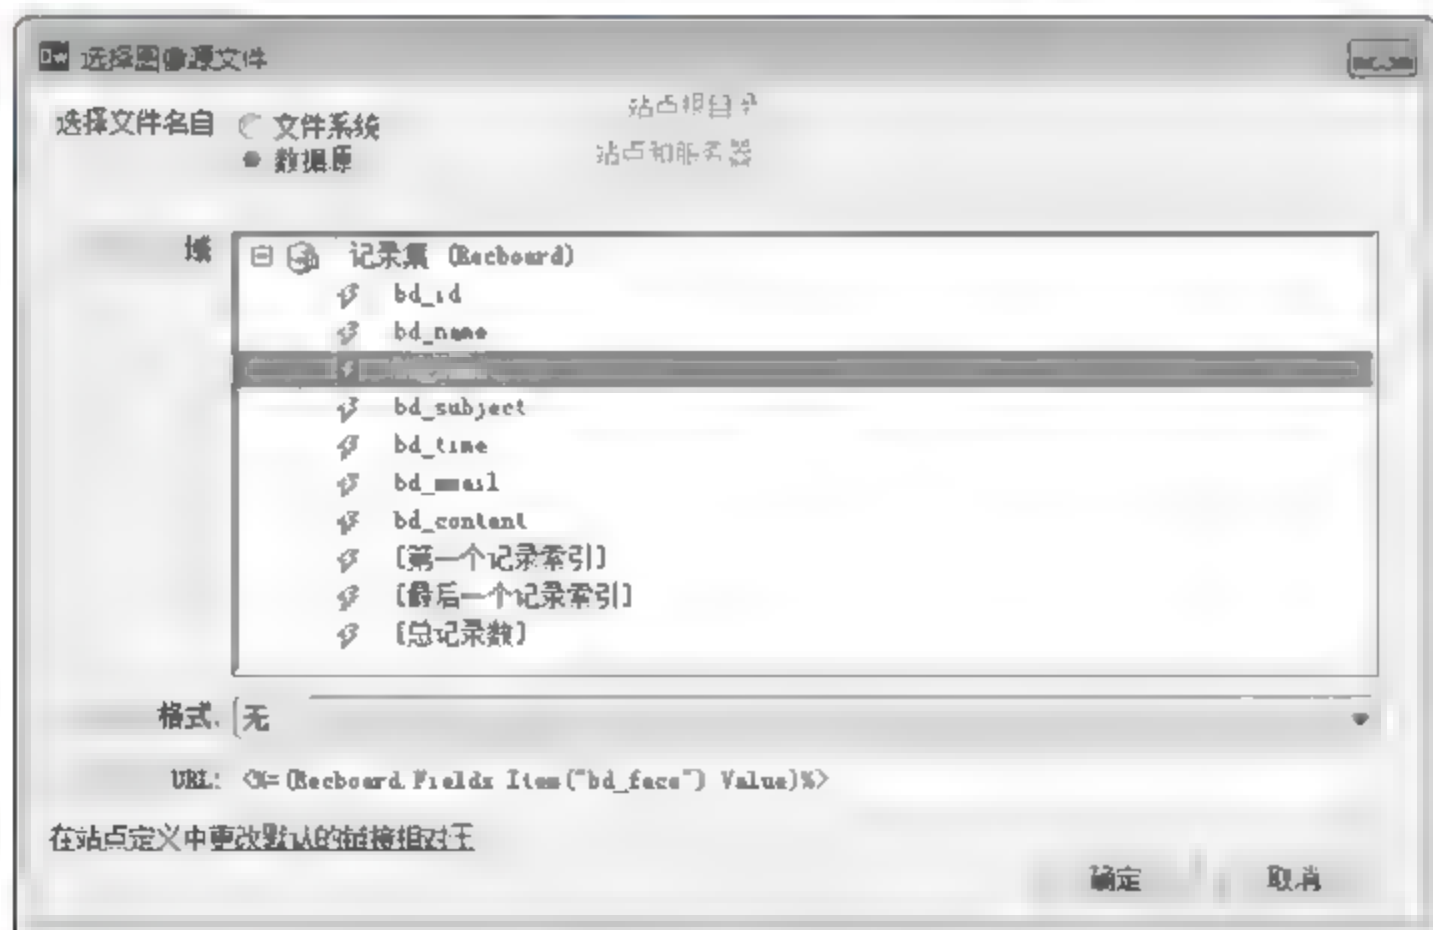 Dw 选择图像源文件
选择文件名自 文件系统 站点根目录
数据源 站点和服务器
域
记录集 (Recboard)
bd_id
bd_name
bd_subject
bd_time
bd_email
bd_content
[第一个记录索引]
[最后一个记录索引]
[总记录数]
格式: 无
URL: <%=(Recboard.Fields.Item("bd_face").Value)%>
在站点定义中更改默认的链接相对于
确定 取消